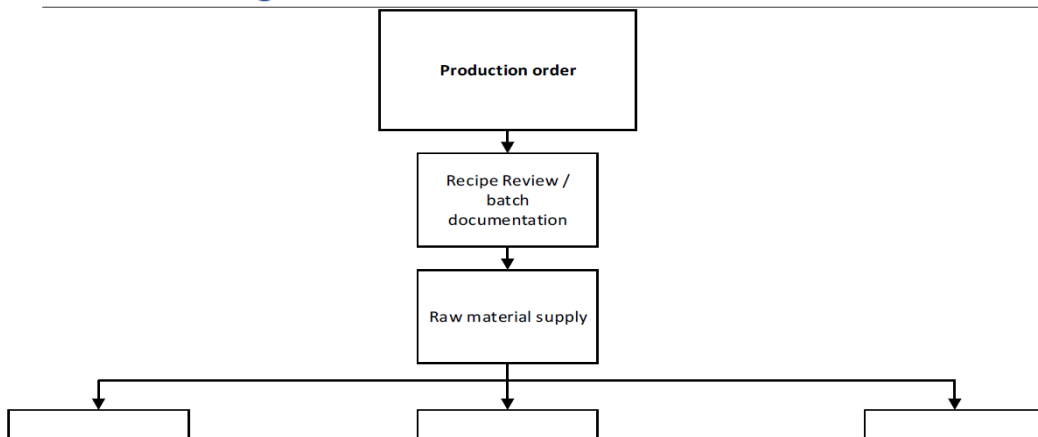 Production order
Recipe Review /
batch
documentation
Raw material supply